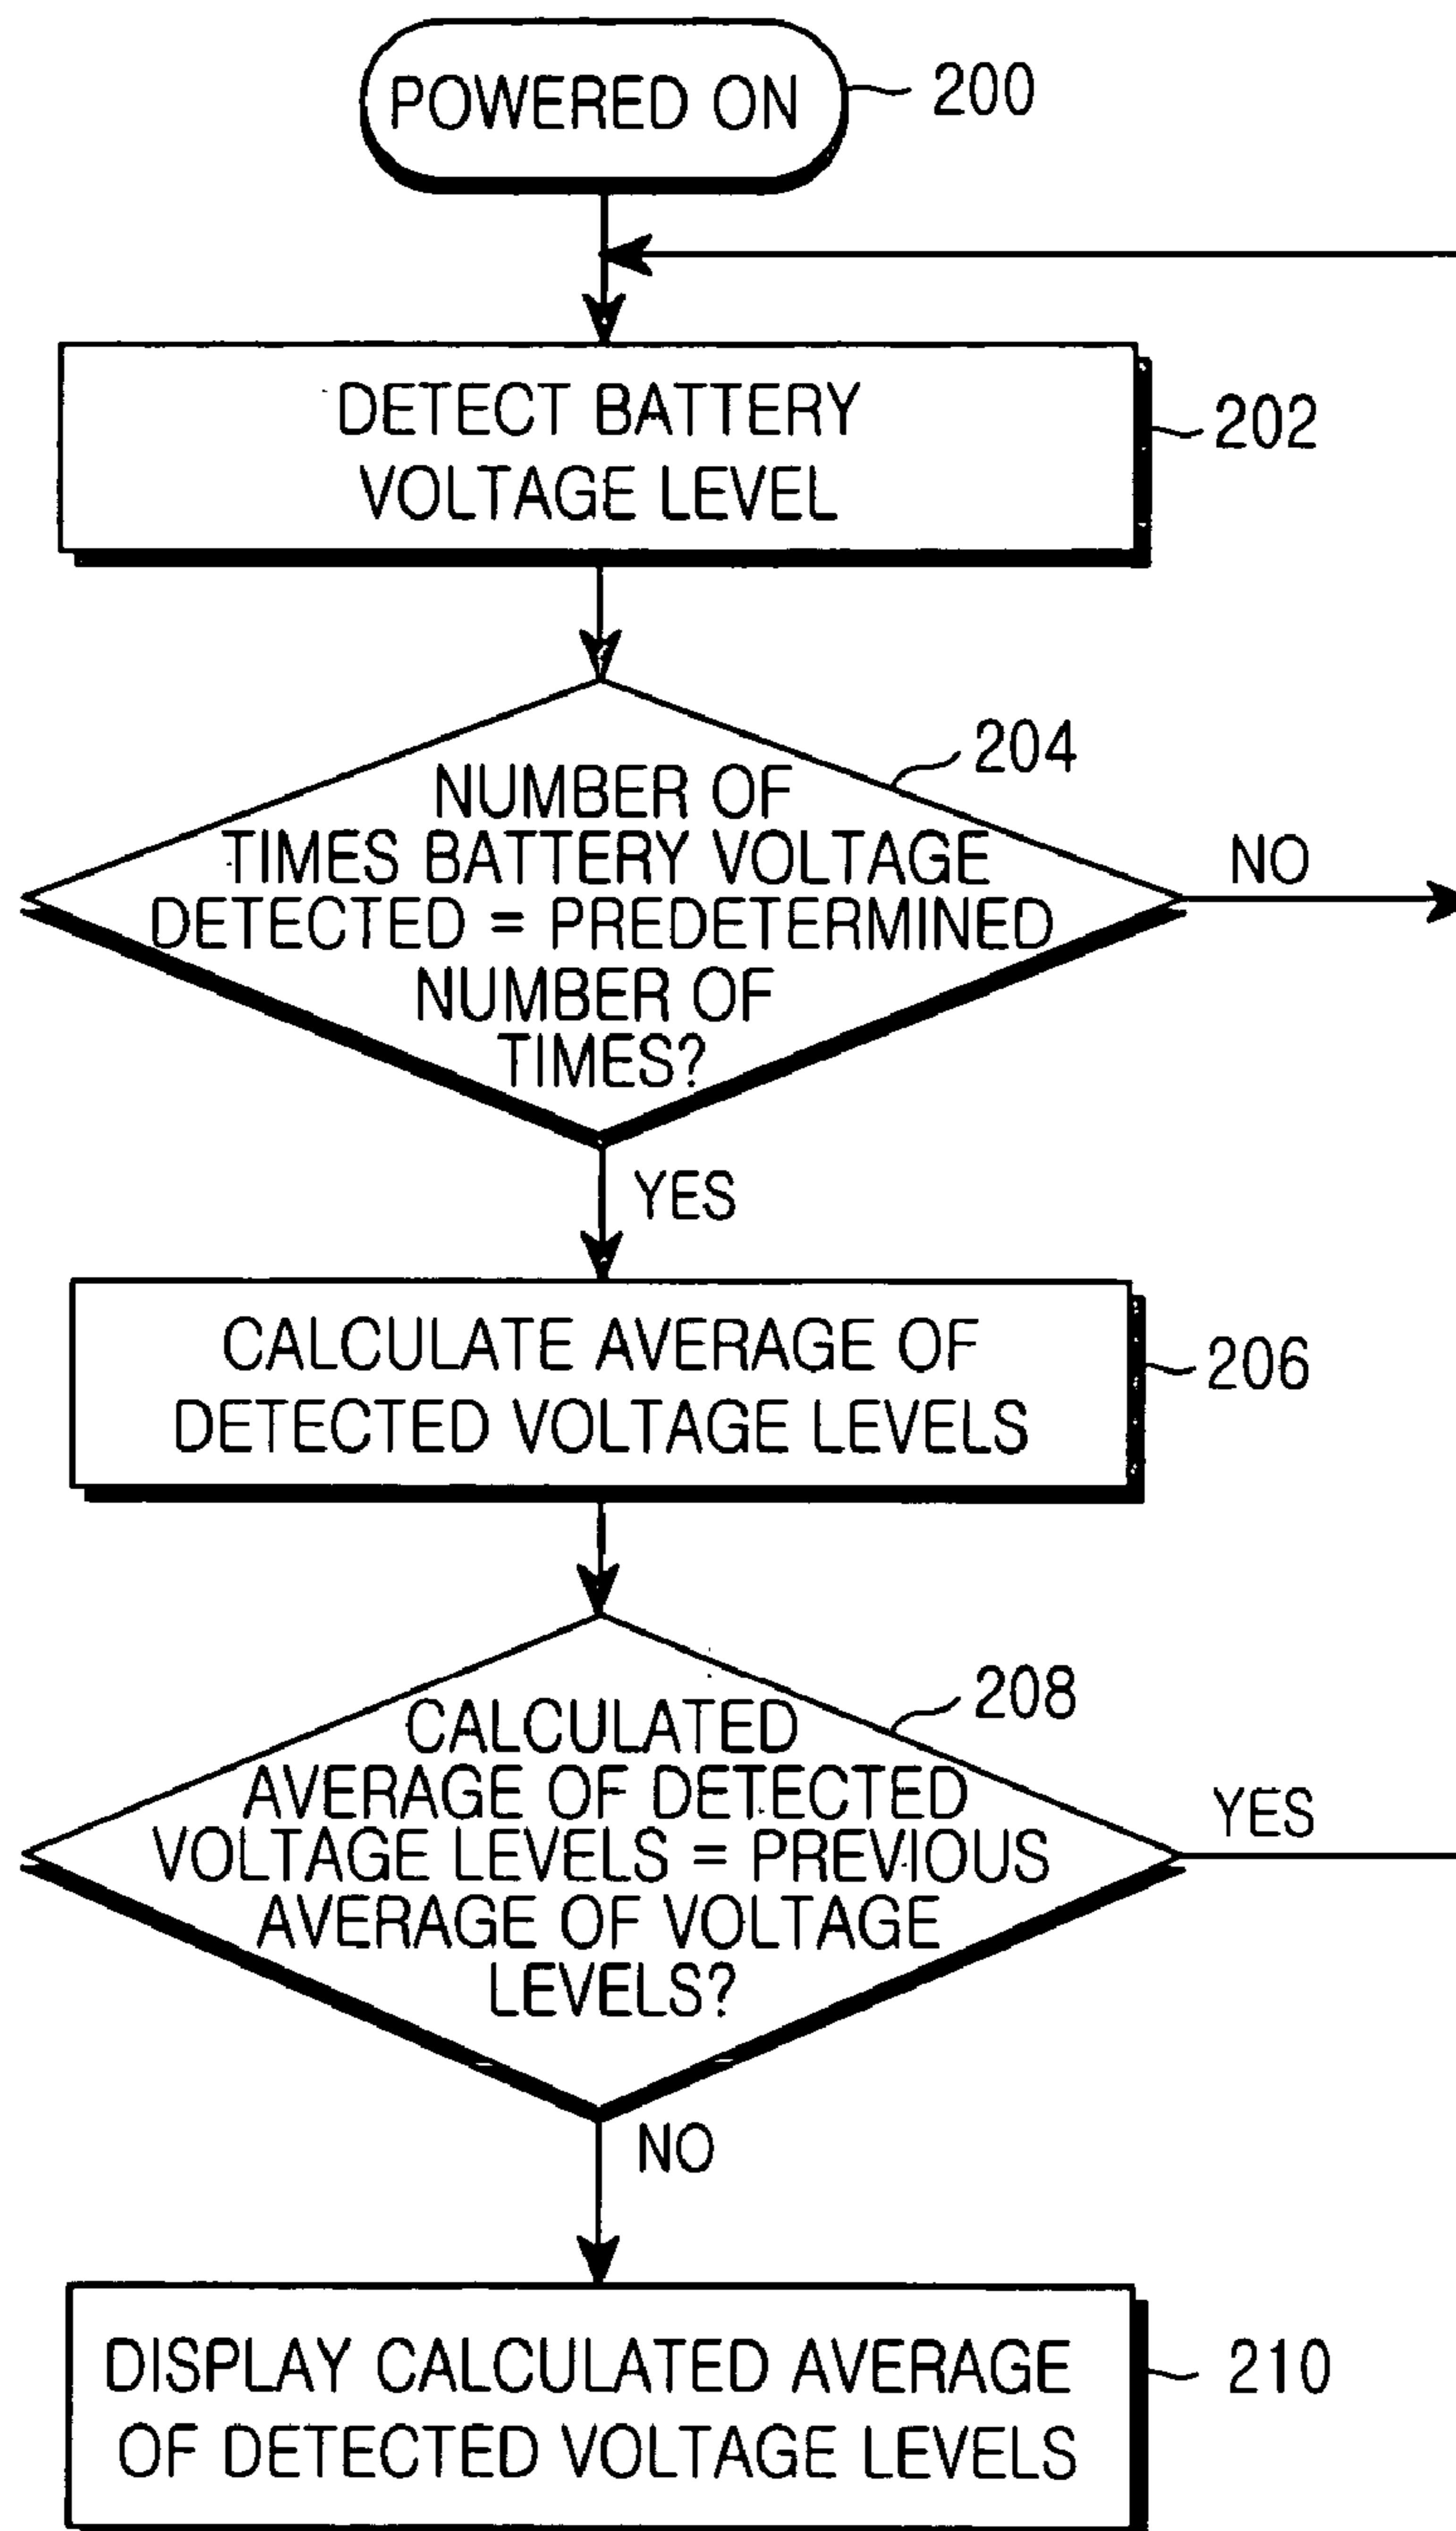 POWERED ON
200
DETECT BATTERY
VOLTAGE LEVEL
202
204
NUMBER OF
TIMES BATTERY VOLTAGE
DETECTED = PREDETERMINED
NUMBER OF
TIMES?
NO
YES
CALCULATE AVERAGE OF
DETECTED VOLTAGE LEVELS
206
208
CALCULATED
AVERAGE OF DETECTED
VOLTAGE LEVELS = PREVIOUS
AVERAGE OF VOLTAGE
LEVELS?
YES
NO
DISPLAY CALCULATED AVERAGE
OF DETECTED VOLTAGE LEVELS
210